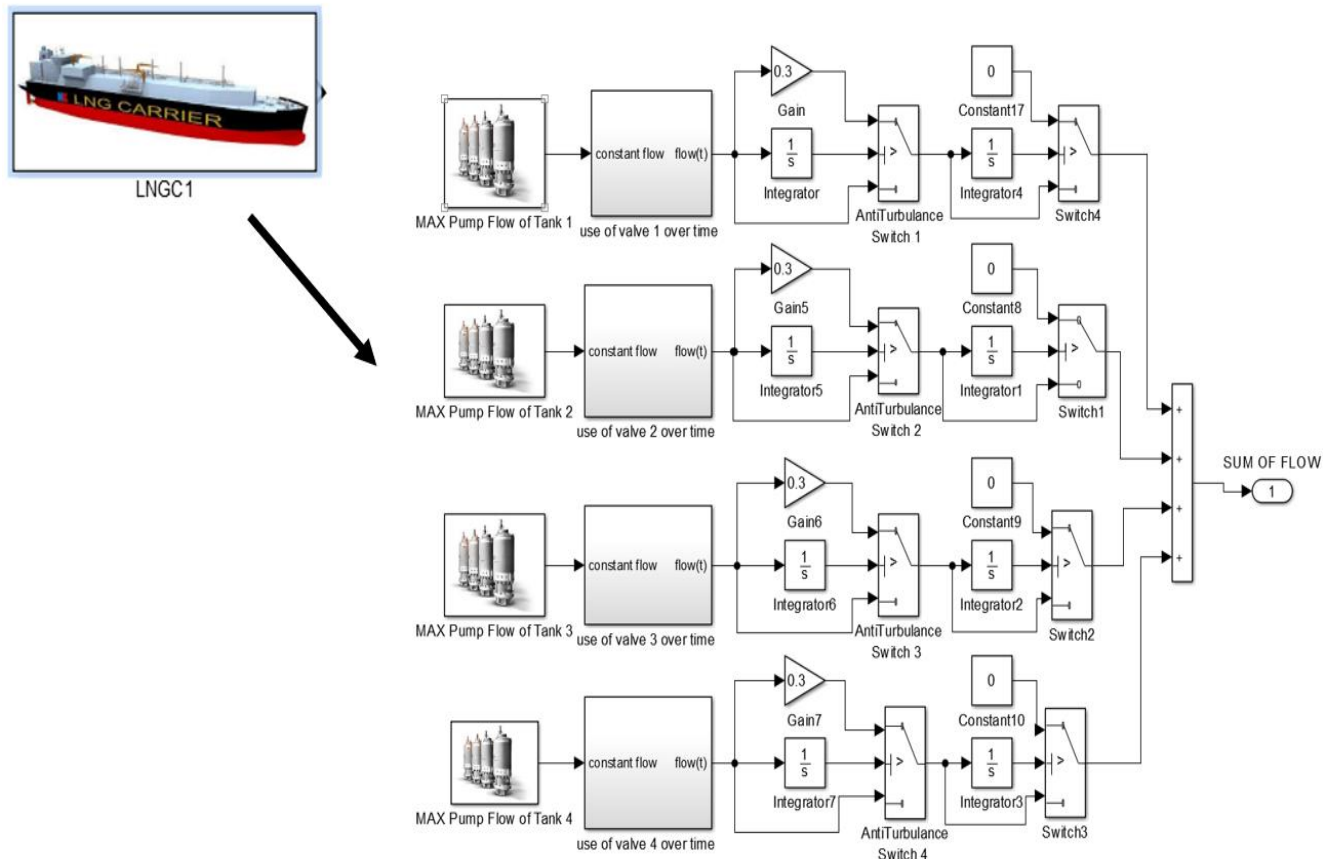 LNG CARRIER
LNGC1
MAX Pump Flow of Tank 1
constant flow flow(t)
use of valve 1 over time
0.3
Gain
1
s
Integrator
>
AntiTurbulance
Switch 1
0
Constant17
1
s
Integrator4
>
Switch4
MAX Pump Flow of Tank 2
constant flow flow(t)
use of valve 2 over time
0.3
Gain5
1
s
Integrator5
>
AntiTurbulance
Switch 2
0
Constant8
1
s
Integrator1
>
Switch1
MAX Pump Flow of Tank 3
constant flow flow(t)
use of valve 3 over time
0.3
Gain6
1
s
Integrator6
>
AntiTurbulance
Switch 3
0
Constant9
1
s
Integrator2
>
Switch2
MAX Pump Flow of Tank 4
constant flow flow(t)
use of valve 4 over time
0.3
Gain7
1
s
Integrator7
>
AntiTurbulance
Switch 4
0
Constant10
1
s
Integrator3
>
Switch3
+
+
+
+
SUM OF FLOW
1